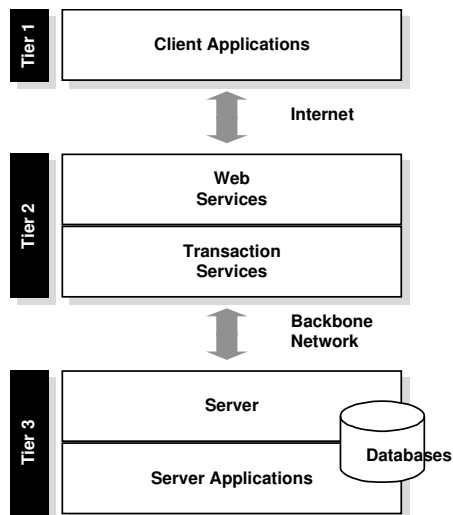 Tier 1
Client Applications
Internet
Tier 2
Web
Services
Transaction
Services
Backbone
Network
Tier 3
Server
Databases
Server Applications